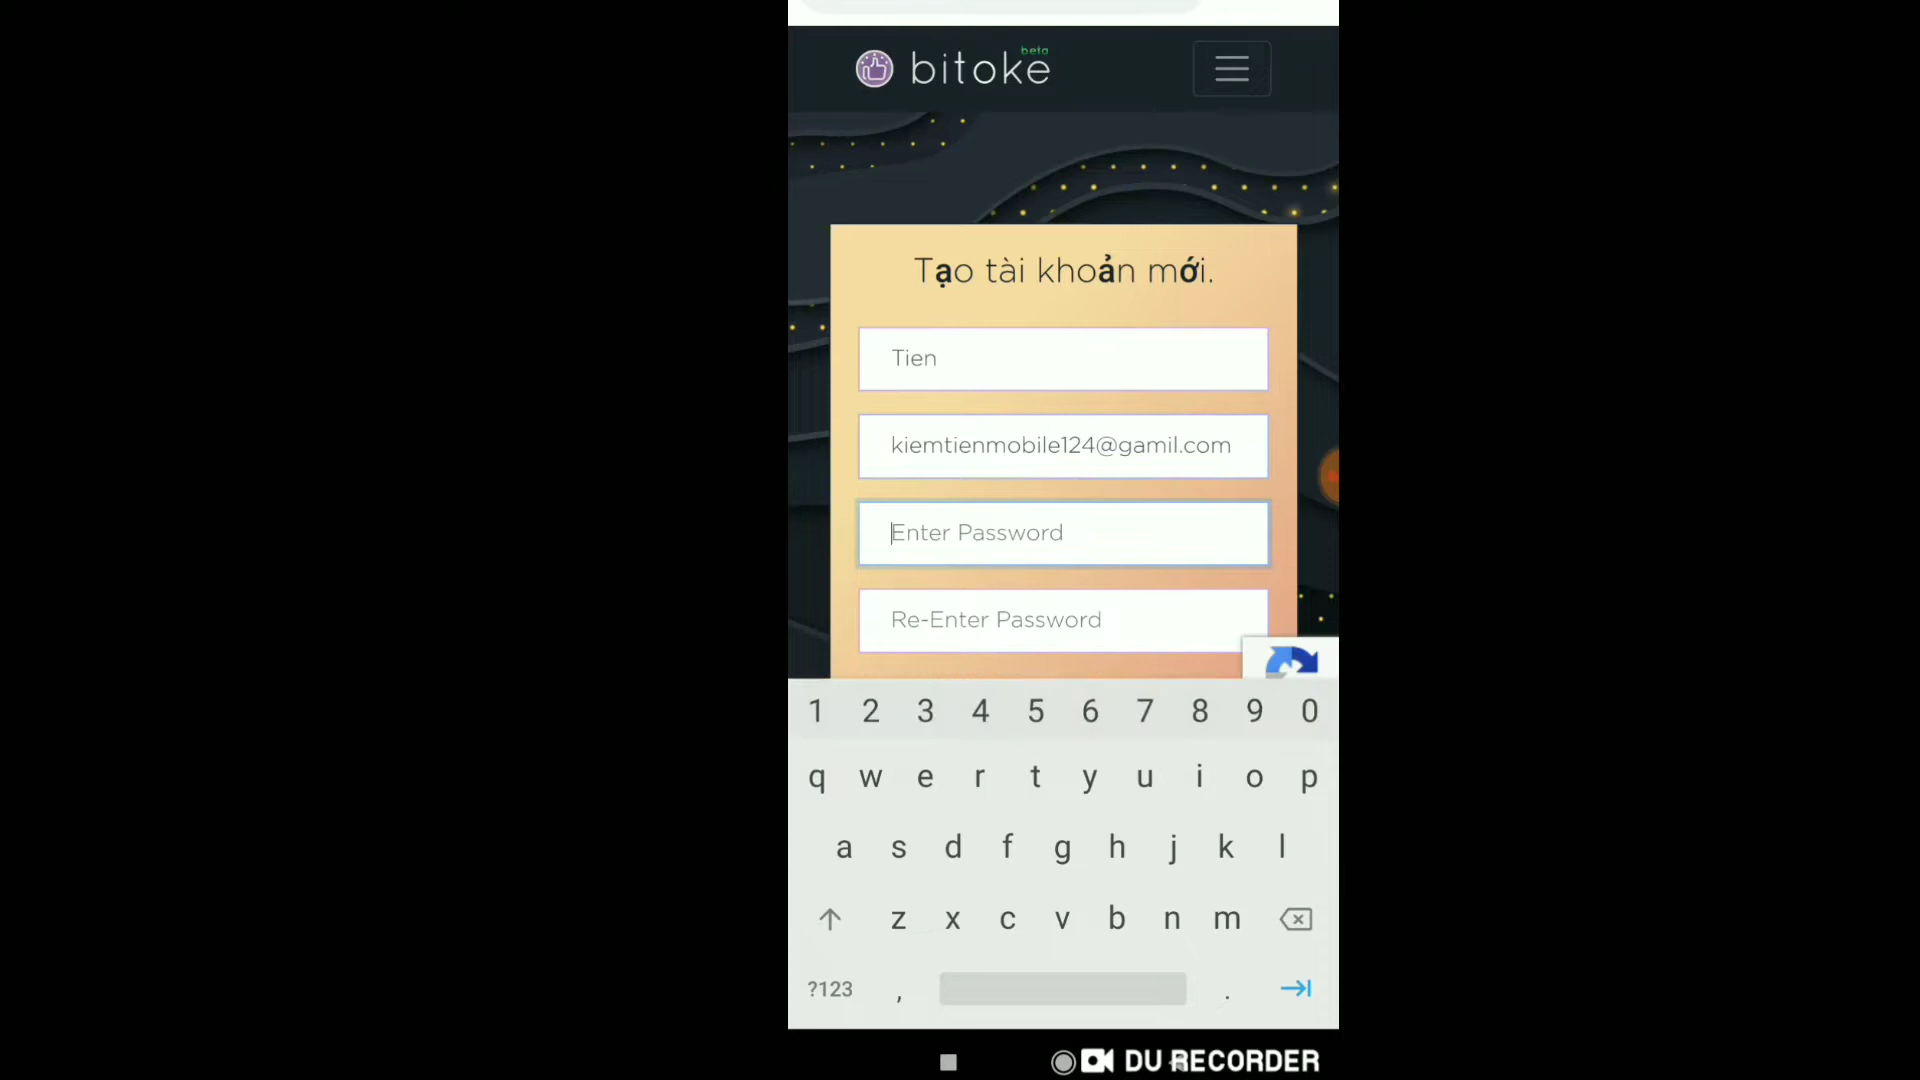 beta
bitoke
Tạo tài khoản mới.
Tien
kiemtienmobile124@gamil.com
Enter Password
Re-Enter Password
1 2 3 4 5 6 7 8 9 0
q w e r t y u i o p
a s d f g h j k l
z x c v b n m
?123 , .
DU RECORDER